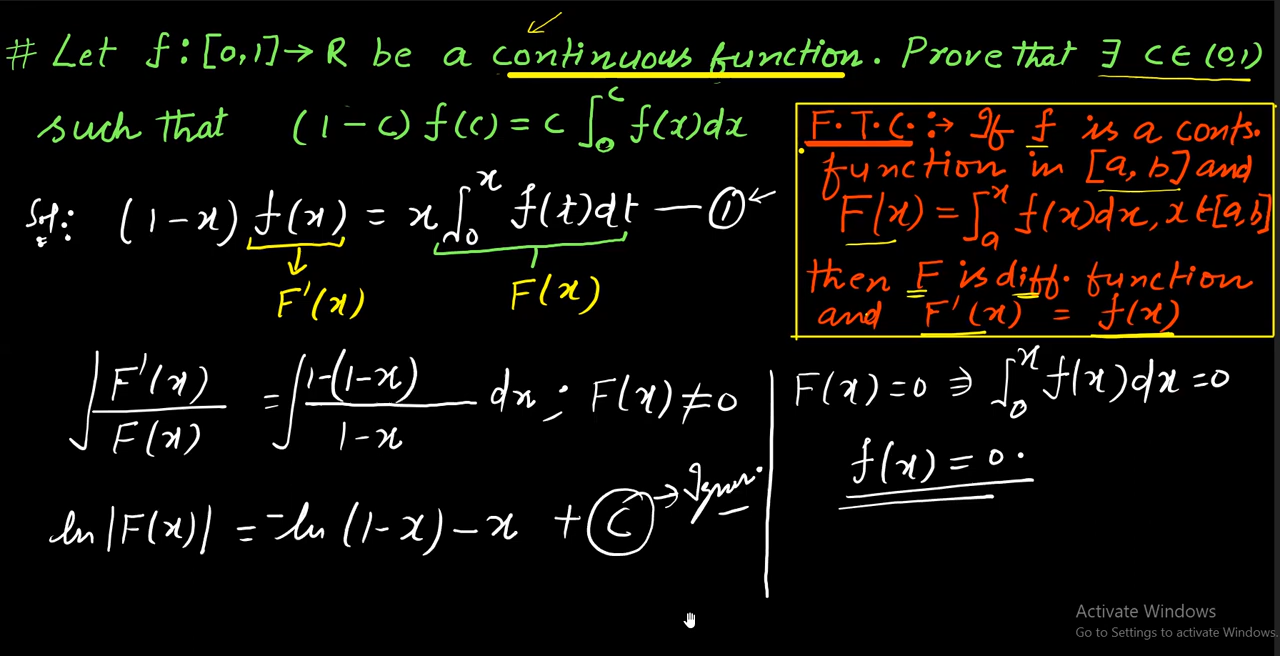 # Let f:[0,1]→R be a continuous function. Prove that ∃ c∈(0,1)
such that (1-c) f(c) = c ∫₀ᶜ f(x)dx
F.T.C. :→ If f is a conts.
function in [a,b] and
F(x) = ∫ₐˣ f(x)dx, x∈[a,b]
then F is diff. function
and F'(x) = f(x)
Sol: (1-x) f(x) = x ∫₀ˣ f(t)dt — ①
F'(x) F(x)
∫ F'(x)/F(x) = ∫ 1-(1-x)/1-x dx ; F(x) ≠ 0
ln|F(x)| = -ln(1-x) - x + C →
F(x)=0 ⇒ ∫₀ˣ f(x)dx = 0
f(x) = 0.
Activate Windows
Go to Settings to activate Windows.